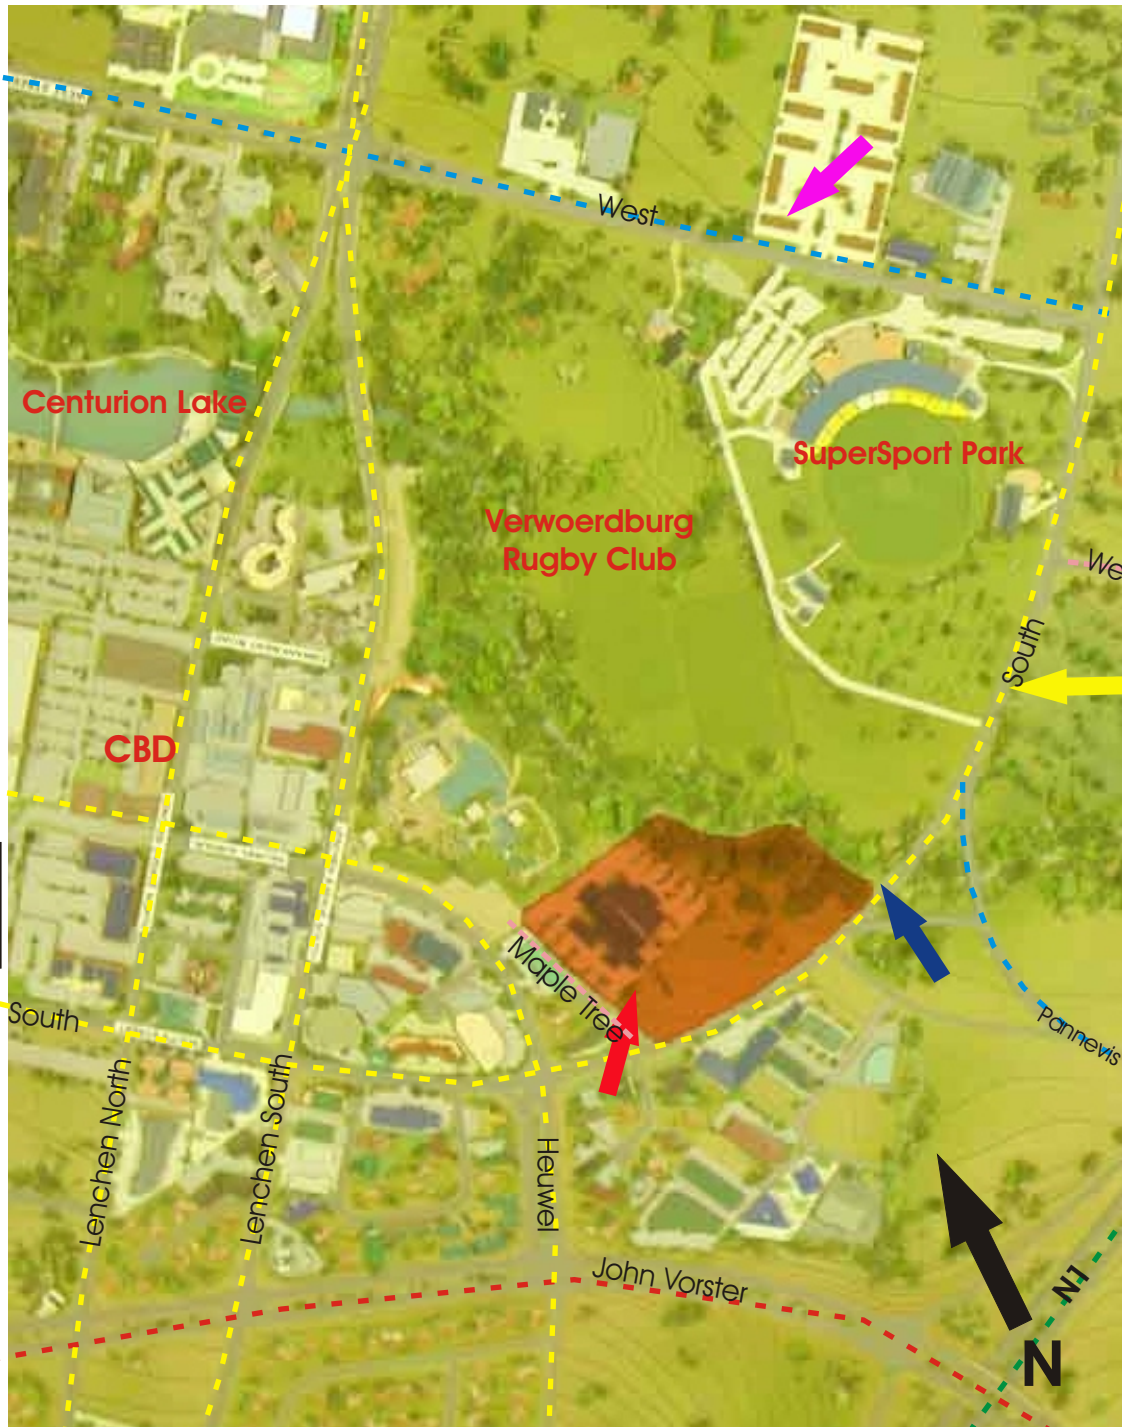 West
Centurion Lake
SuperSport Park
Verwoerdburg
Rugby Club
We
South
CBD
Maple Tree
South
Pannevis
Lenchen North
Lenchen South
Heuwel
John Vorster
N1
N